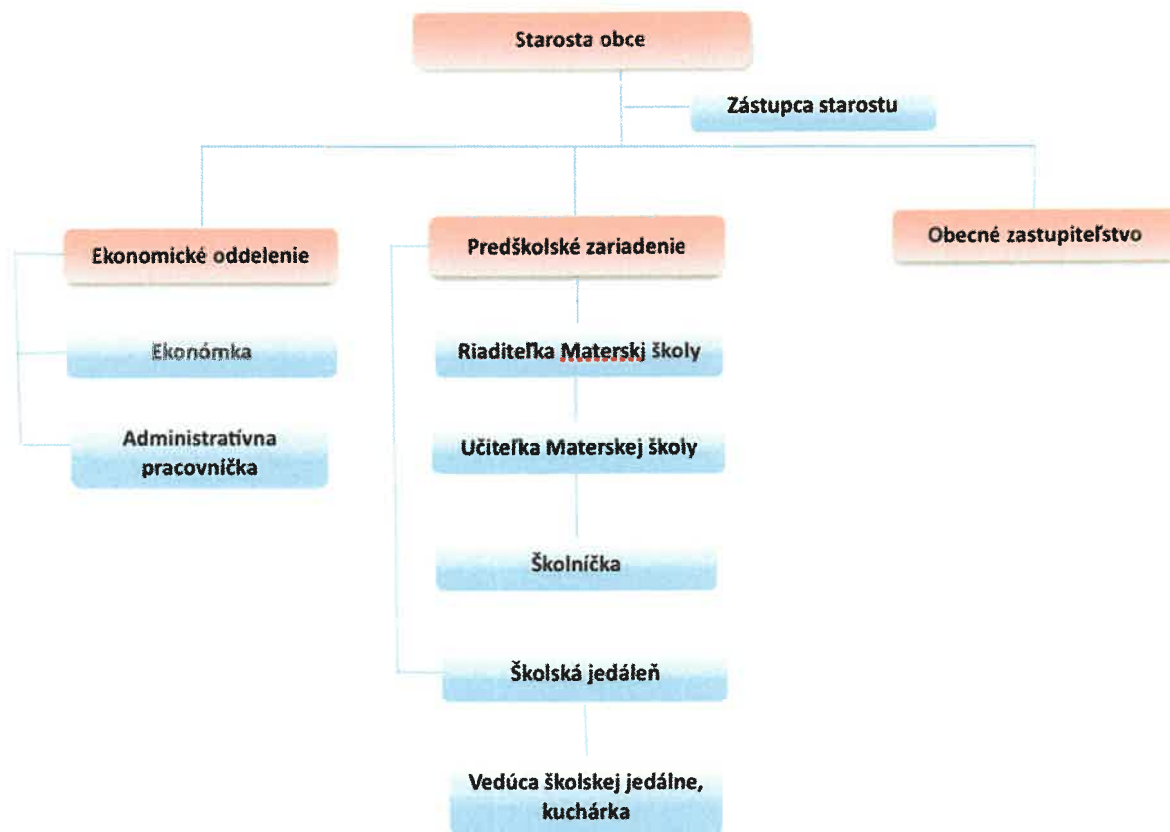 Starosta obce
Zástupca starostu
Ekonomické oddelenie
Predškolské zariadenie
Obecné zastupiteľstvo
Ekonómka
Riaditeľka Materskj školy
Administratívna
pracovníčka
Učiteľka Materskej školy
Školníčka
Školská jedáleň
Vedúca školskej jedálne,
kuchárka